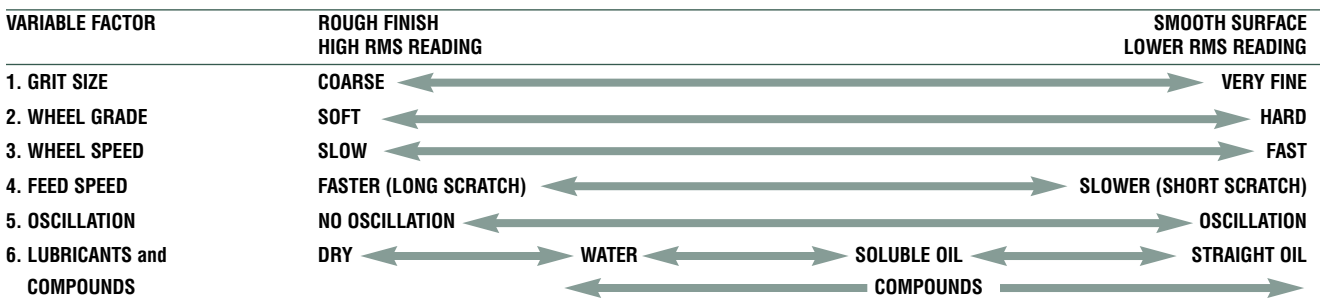 VARIABLE FACTOR ROUGH FINISH SMOOTH SURFACE
HIGH RMS READING LOWER RMS READING
1. GRIT SIZE COARSE VERY FINE
2. WHEEL GRADE SOFT HARD
3. WHEEL SPEED SLOW FAST
4. FEED SPEED FASTER (LONG SCRATCH) SLOWER (SHORT SCRATCH)
5. OSCILLATION NO OSCILLATION OSCILLATION
6. LUBRICANTS and DRY WATER SOLUBLE OIL STRAIGHT OIL
COMPOUNDS COMPOUNDS